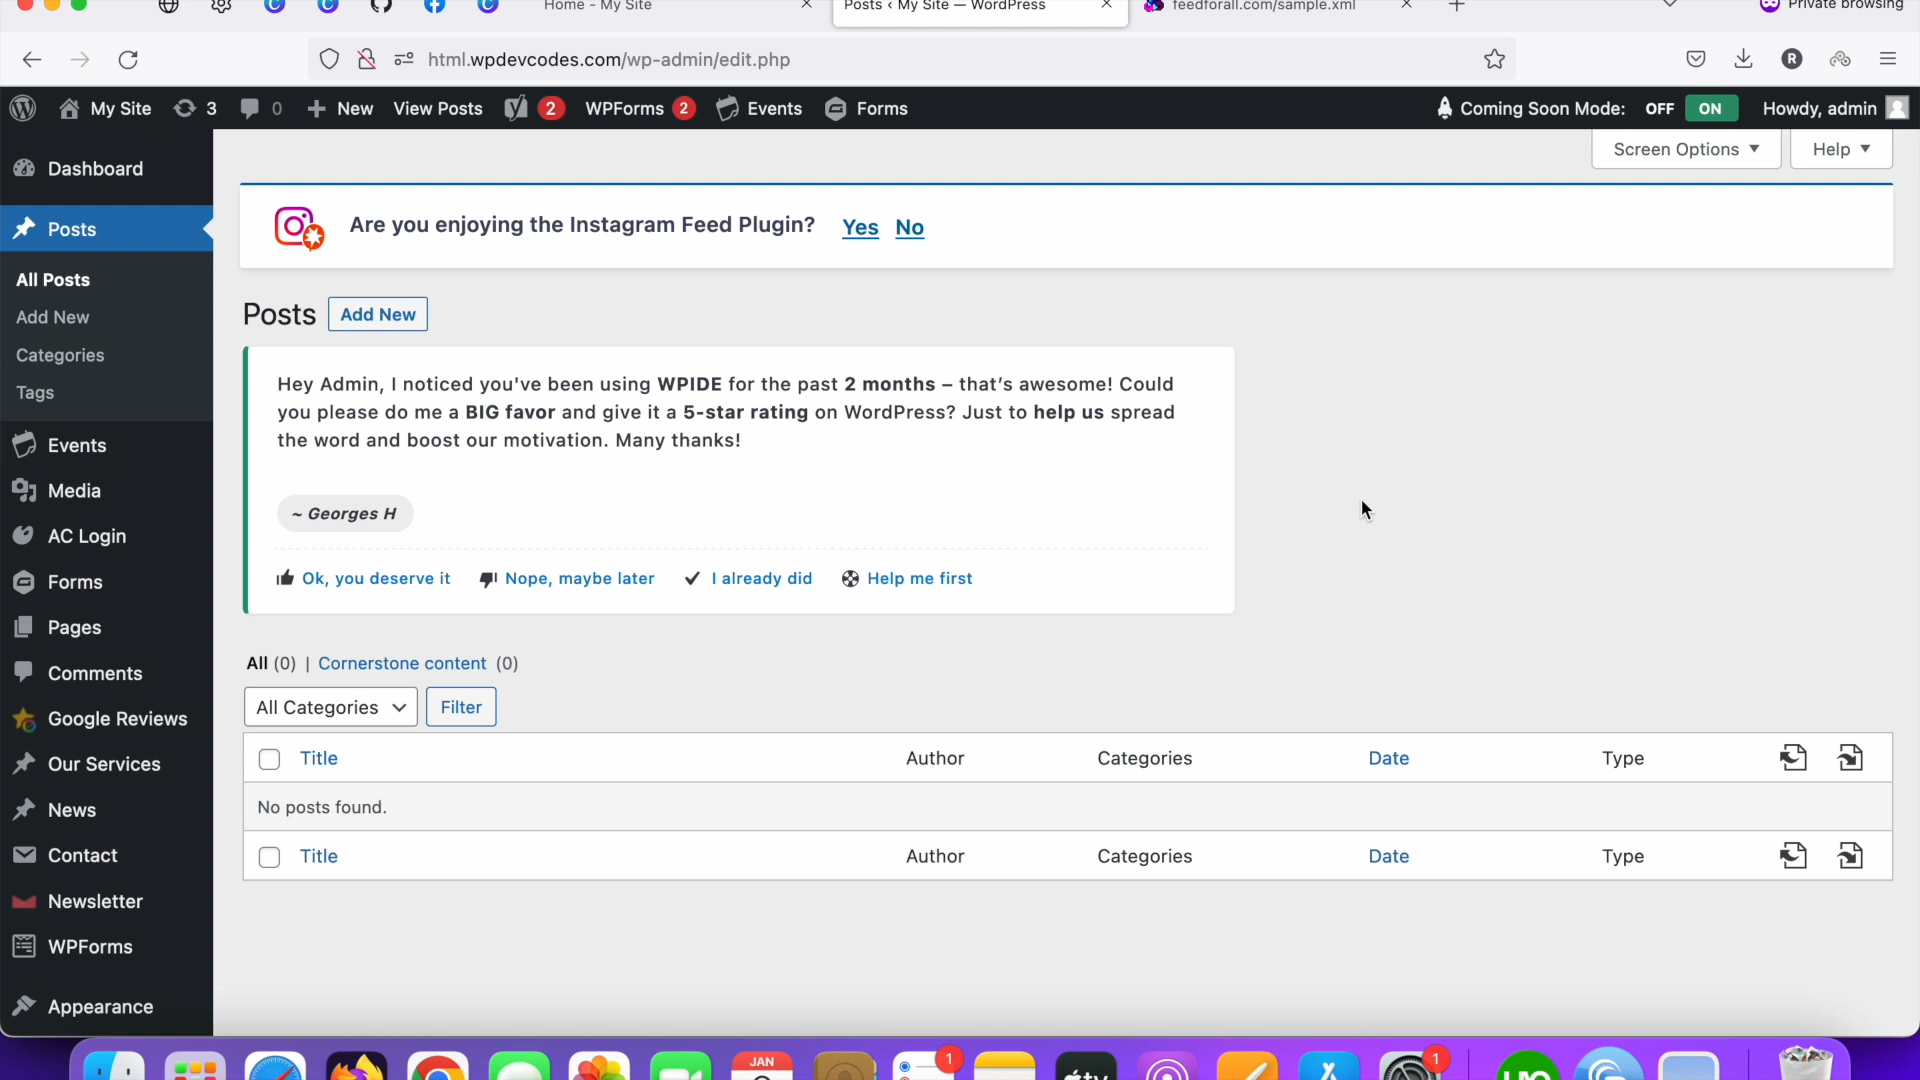 Home - My Site
Posts ‹ My Site — WordPress
feedforall.com/sample.xml
Private browsing
html.wpdevcodes.com/wp-admin/edit.php
R
My Site
3
0
New
View Posts
2
WPForms 2
Events
Forms
Coming Soon Mode: OFF ON
Howdy, admin
Screen Options
Help
Dashboard
Posts
All Posts
Add New
Categories
Tags
Events
Media
AC Login
Forms
Pages
Comments
Google Reviews
Our Services
News
Contact
Newsletter
WPForms
Appearance
Are you enjoying the Instagram Feed Plugin? Yes No
Posts Add New
Hey Admin, I noticed you've been using WPIDE for the past 2 months – that's awesome! Could
you please do me a BIG favor and give it a 5-star rating on WordPress? Just to help us spread
the word and boost our motivation. Many thanks!
~ Georges H
Ok, you deserve it Nope, maybe later I already did Help me first
All (0) | Cornerstone content (0)
All Categories Filter
Title Author Categories Date Type
No posts found.
Title Author Categories Date Type
JAN
1
tv
1